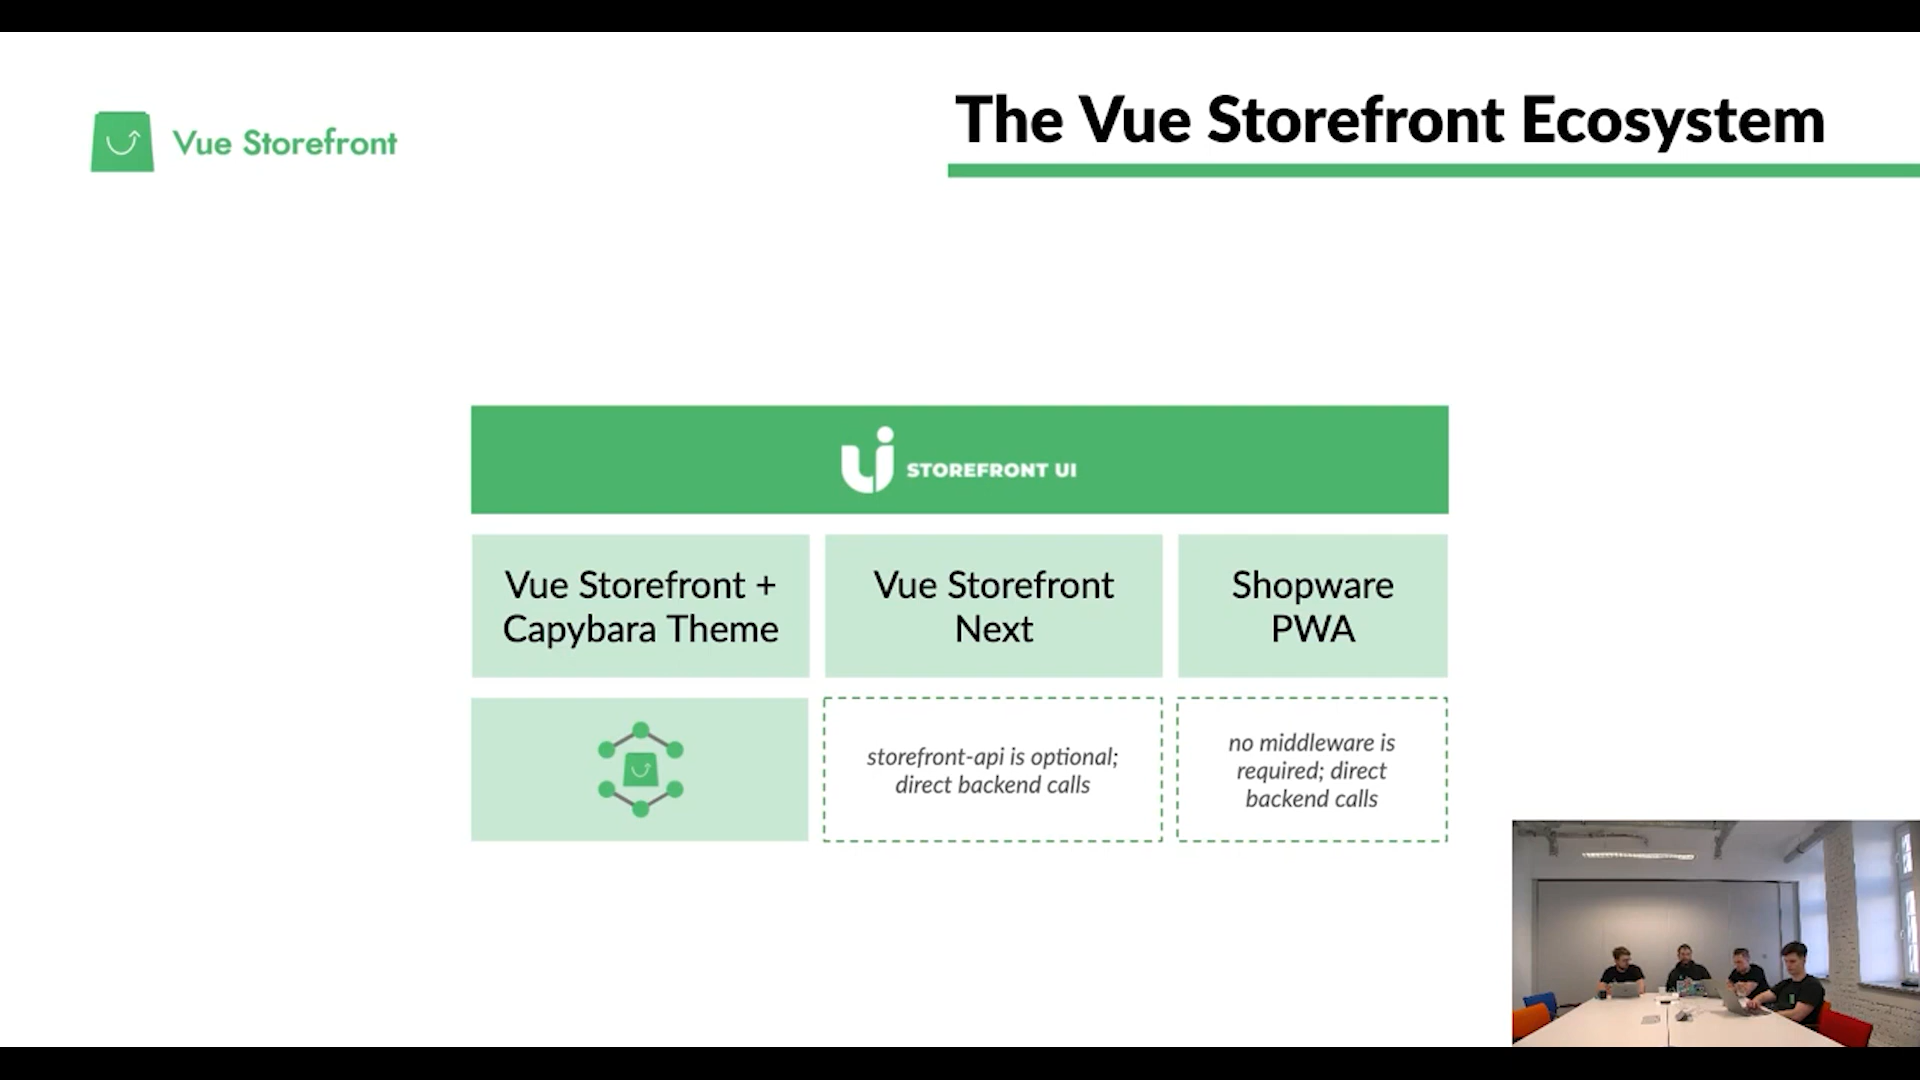 Vue Storefront
The Vue Storefront Ecosystem
STOREFRONT UI
Vue Storefront +
Capybara Theme
Vue Storefront
Next
Shopware
PWA
storefront-api is optional;
direct backend calls
no middleware is
required; direct
backend calls